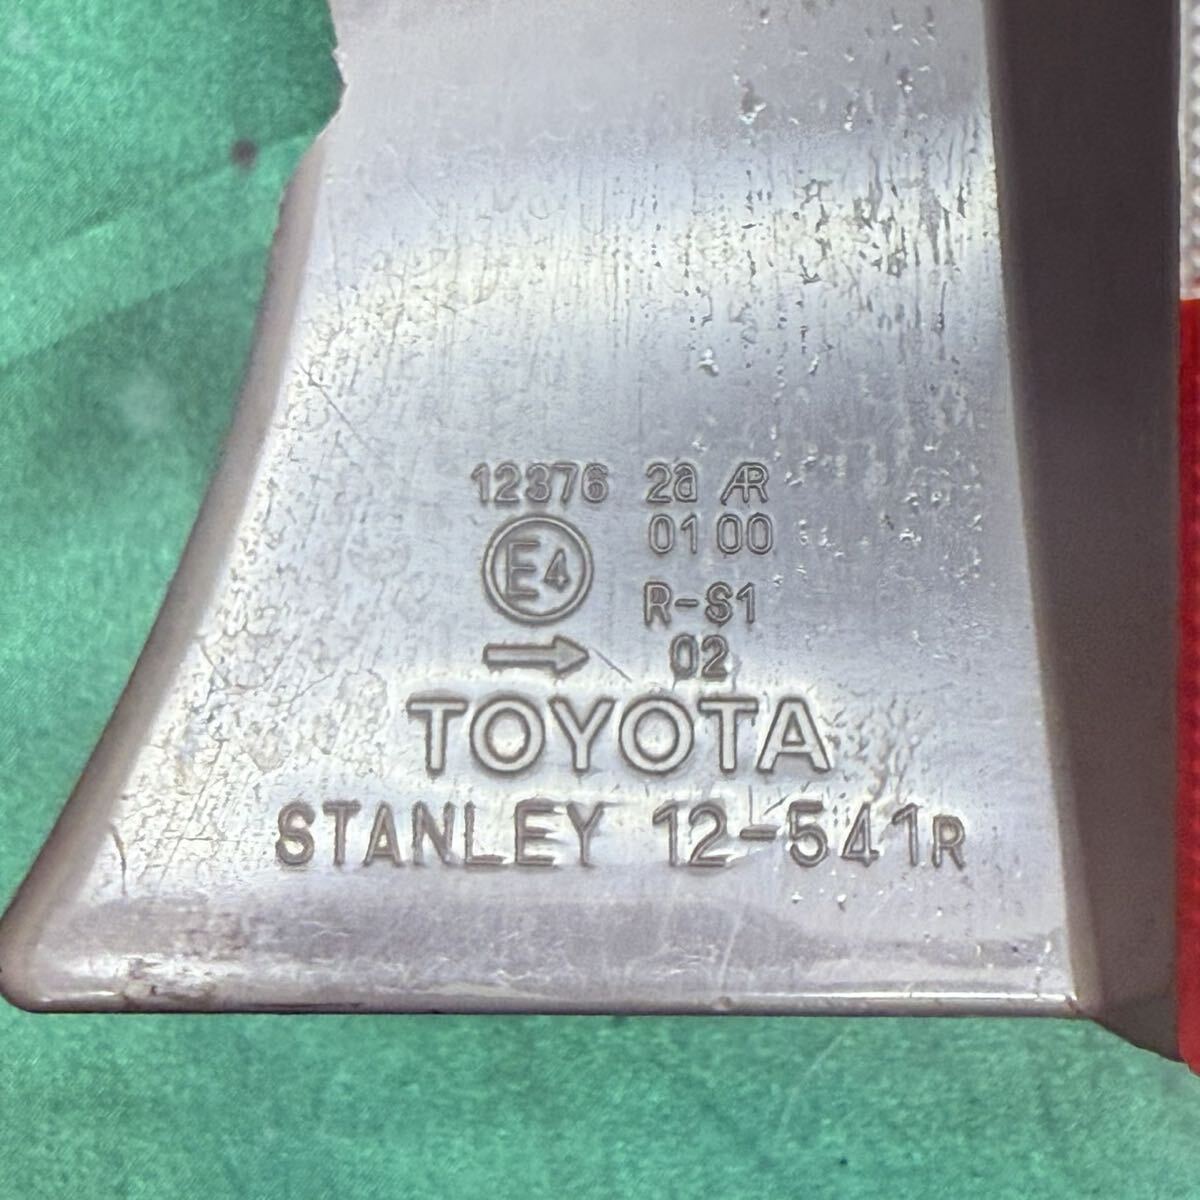 12376 2a AR
01 00
E4
R-S1
→ 02
TOYOTA
STANLEY 12-541R